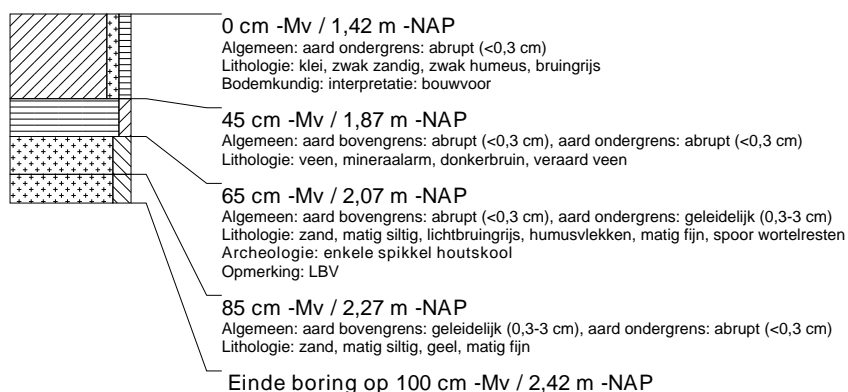 0 cm -Mv / 1,42 m -NAP
Algemeen: aard ondergrens: abrupt (<0,3 cm)
Lithologie: klei, zwak zandig, zwak humeus, bruingrijs
Bodemkundig: interpretatie: bouwvoor
45 cm -Mv / 1,87 m -NAP
Algemeen: aard bovengrens: abrupt (<0,3 cm), aard ondergrens: abrupt (<0,3 cm)
Lithologie: veen, mineraalarm, donkerbruin, veraard veen
65 cm -Mv / 2,07 m -NAP
Algemeen: aard bovengrens: abrupt (<0,3 cm), aard ondergrens: geleidelijk (0,3-3 cm)
Lithologie: zand, matig siltig, lichtbruingrijs, humusvlekken, matig fijn, spoor wortelresten
Archeologie: enkele spikkel houtskool
Opmerking: LBV
85 cm -Mv / 2,27 m -NAP
Algemeen: aard bovengrens: geleidelijk (0,3-3 cm), aard ondergrens: abrupt (<0,3 cm)
Lithologie: zand, matig siltig, geel, matig fijn
Einde boring op 100 cm -Mv / 2,42 m -NAP